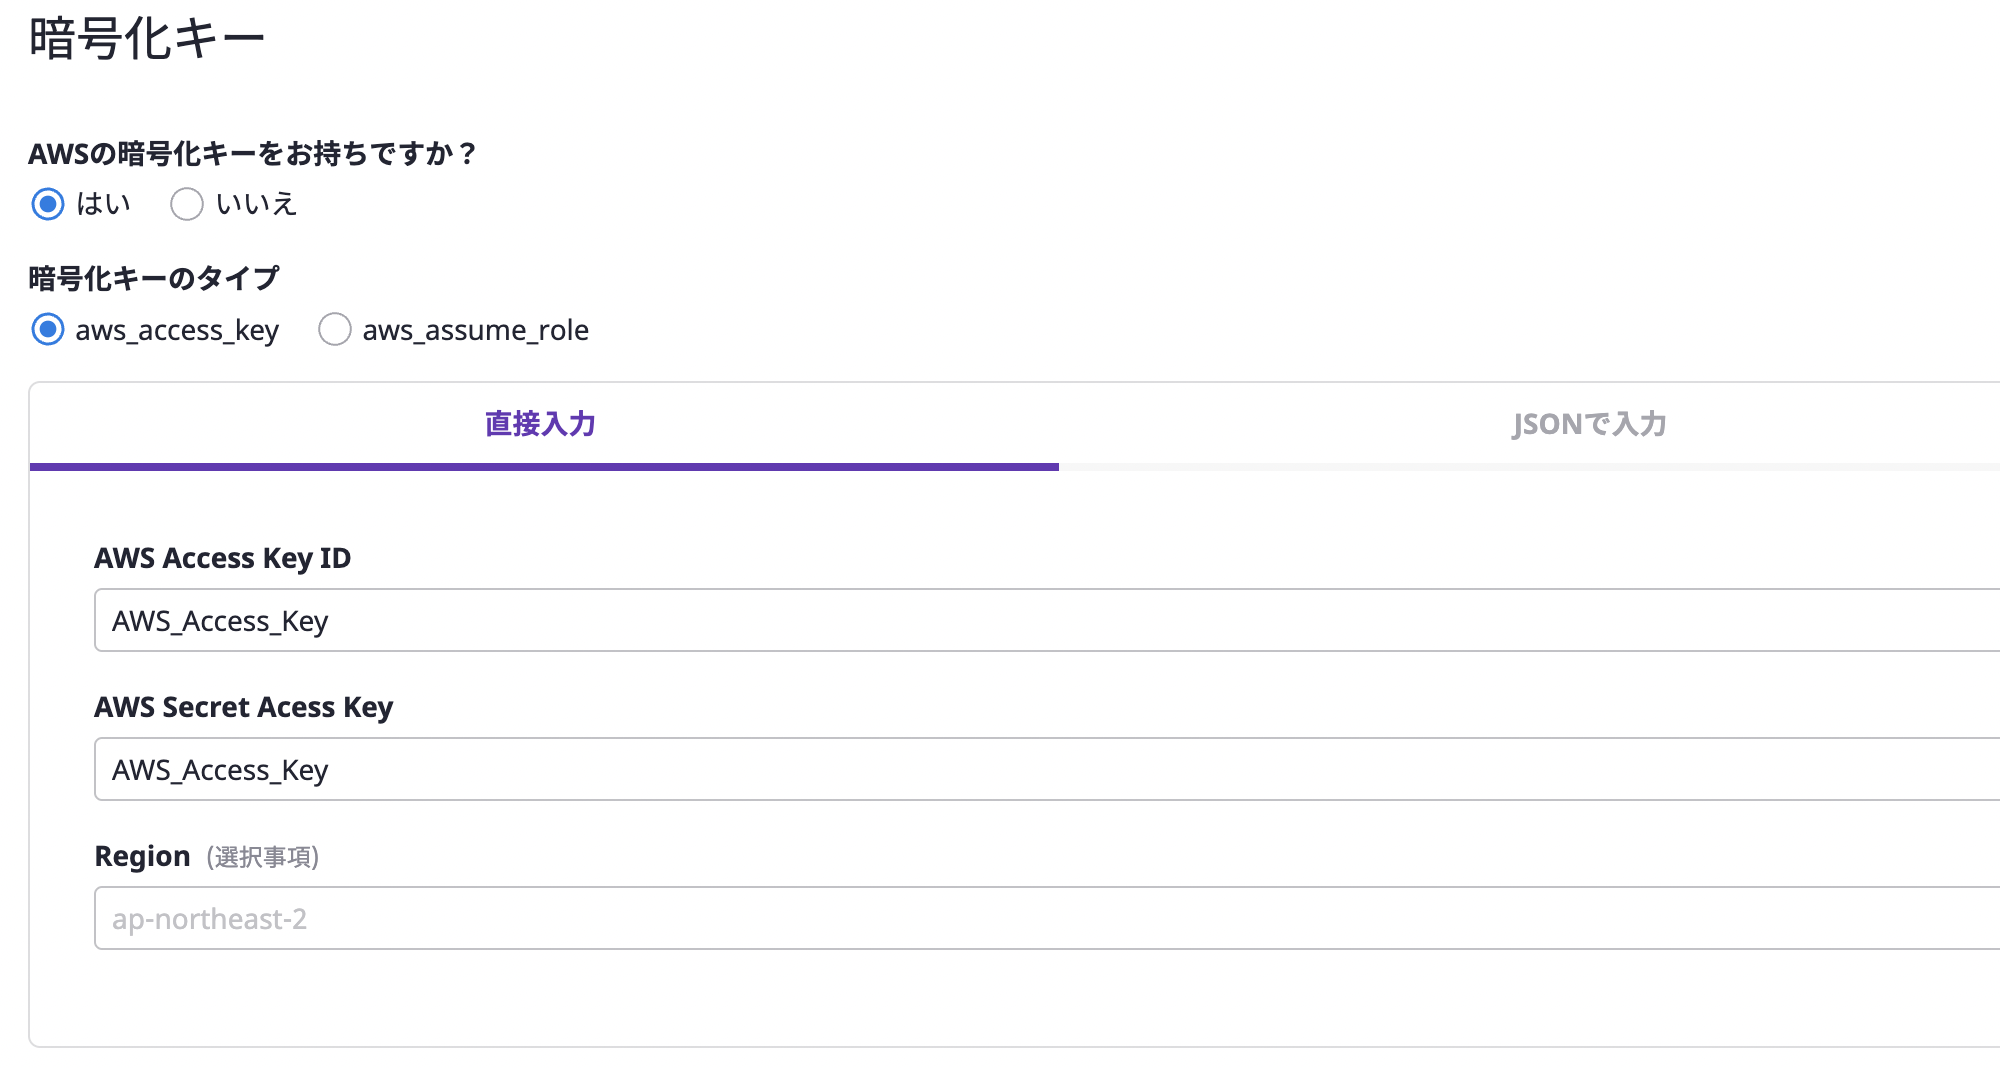 暗号化キー
AWSの暗号化キーをお持ちですか？
はい いいえ
暗号化キーのタイプ
aws_access_key aws_assume_role
直接入力 JSONで入力
AWS Access Key ID
AWS_Access_Key
AWS Secret Acess Key
AWS_Access_Key
Region (選択事項)
ap-northeast-2